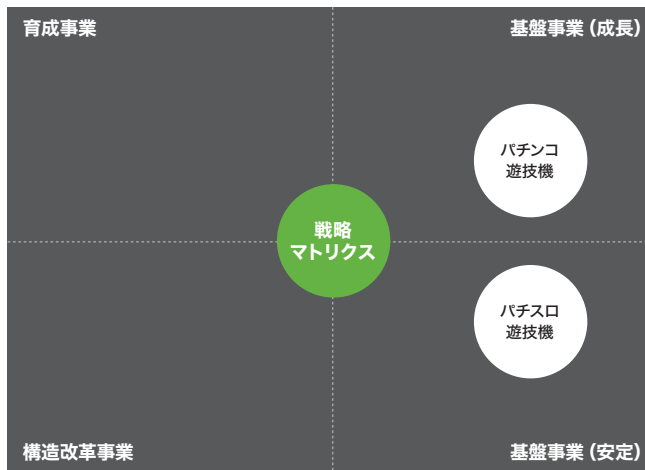 育成事業
基盤事業（成長）
パチンコ
遊技機
戦略
マトリクス
パチスロ
遊技機
構造改革事業
基盤事業（安定）